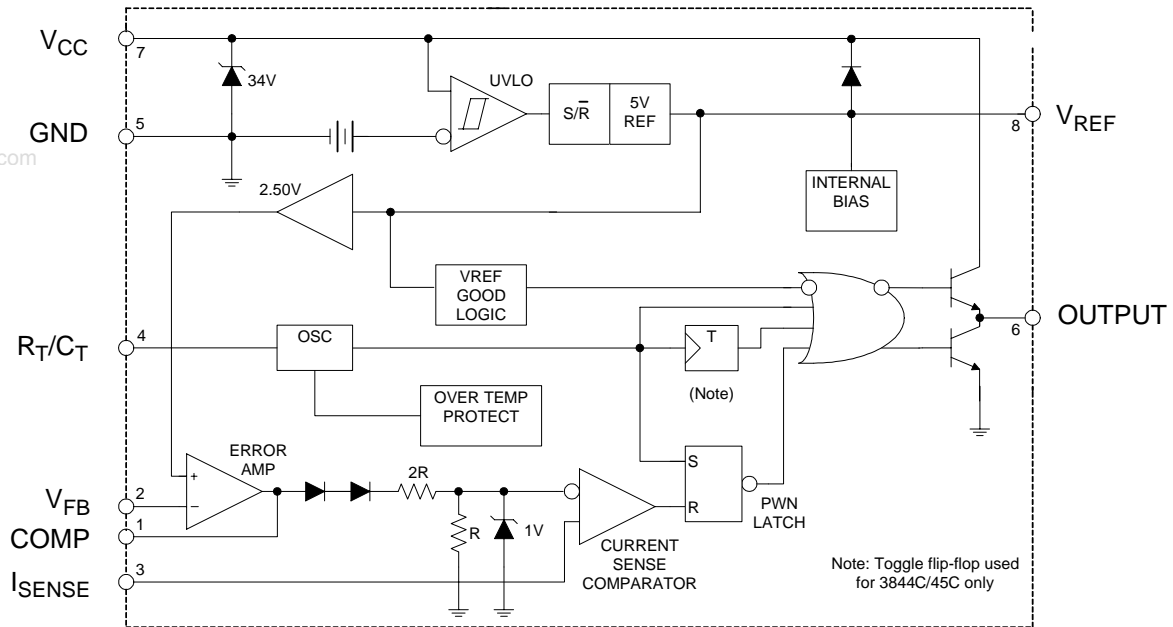 VCC
7
34V
UVLO
S/R̅
5V
REF
GND
5
8
VREF
com
2.50V
INTERNAL
BIAS
VREF
GOOD
LOGIC
RT/CT
4
OSC
T
(Note)
6
OUTPUT
OVER TEMP
PROTECT
ERROR
AMP
+
−
2R
R
1V
S
R
PWN
LATCH
VFB
2
COMP
1
ISENSE
3
CURRENT
SENSE
COMPARATOR
Note: Toggle flip-flop used
for 3844C/45C only